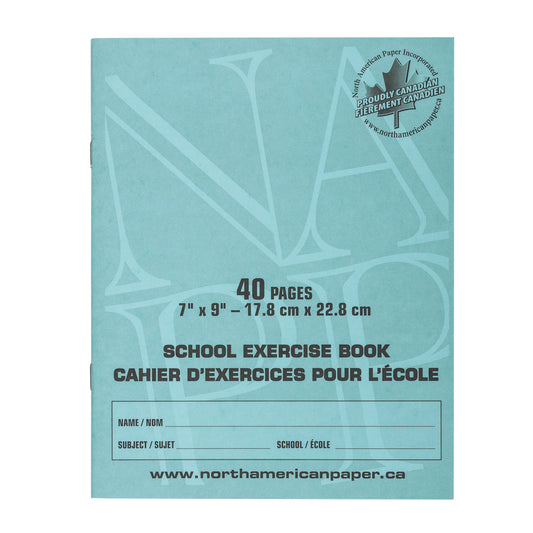 North American Paper Incorporated
PROUDLY CANADIAN
FIÈREMENT CANADIEN
www.northamericanpaper.ca
NAPP
40 PAGES
7" x 9" – 17.8 cm x 22.8 cm
SCHOOL EXERCISE BOOK
CAHIER D'EXERCICES POUR L'ÉCOLE
NAME / NOM
SUBJECT / SUJET
SCHOOL / ÉCOLE
www.northamericanpaper.ca